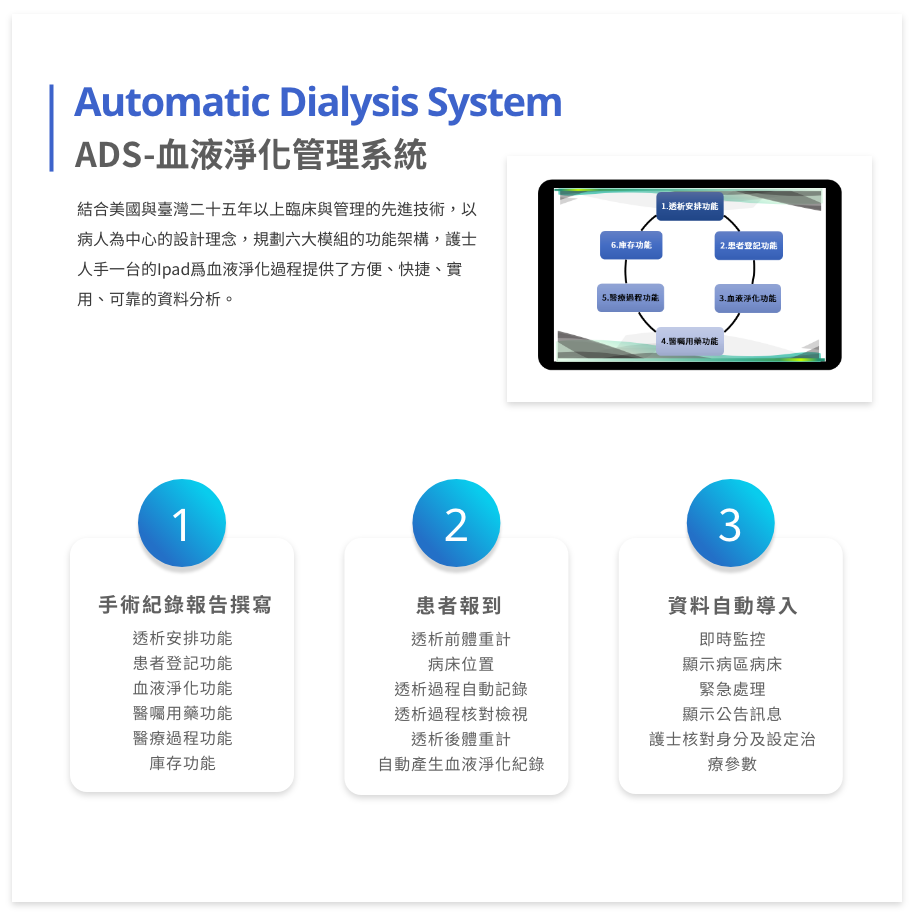 Automatic Dialysis System
ADS-血液淨化管理系統
結合美國與臺灣二十五年以上臨床與管理的先進技術，以
病人為中心的設計理念，規劃六大模組的功能架構，護士
人手一台的Ipad爲血液淨化過程提供了方便、快捷、實
用、可靠的資料分析。
1.透析安排功能
6.庫存功能
2.患者登記功能
5.醫療過程功能
3.血液淨化功能
4.醫囑用藥功能
1
手術紀錄報告撰寫
透析安排功能
患者登記功能
血液淨化功能
醫囑用藥功能
醫療過程功能
庫存功能
2
患者報到
透析前體重計
病床位置
透析過程自動記錄
透析過程核對檢視
透析後體重計
自動產生血液淨化紀錄
3
資料自動導入
即時監控
顯示病區病床
緊急處理
顯示公告訊息
護士核對身分及設定治
療參數